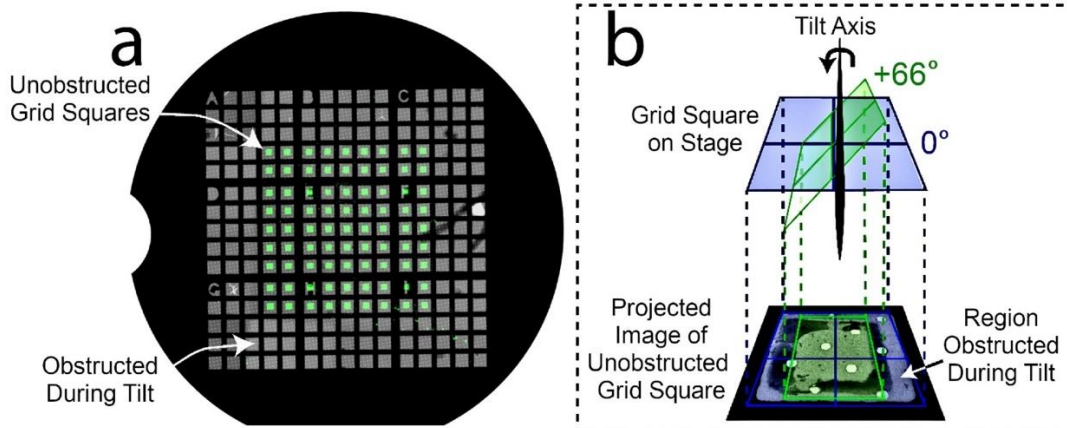 a
Unobstructed
Grid Squares
A B C
D E F
G H I
Obstructed
During Tilt
b
Tilt Axis
+66°
Grid Square
on Stage
0°
Projected
Image of
Unobstructed
Grid Square
Region
Obstructed
During Tilt